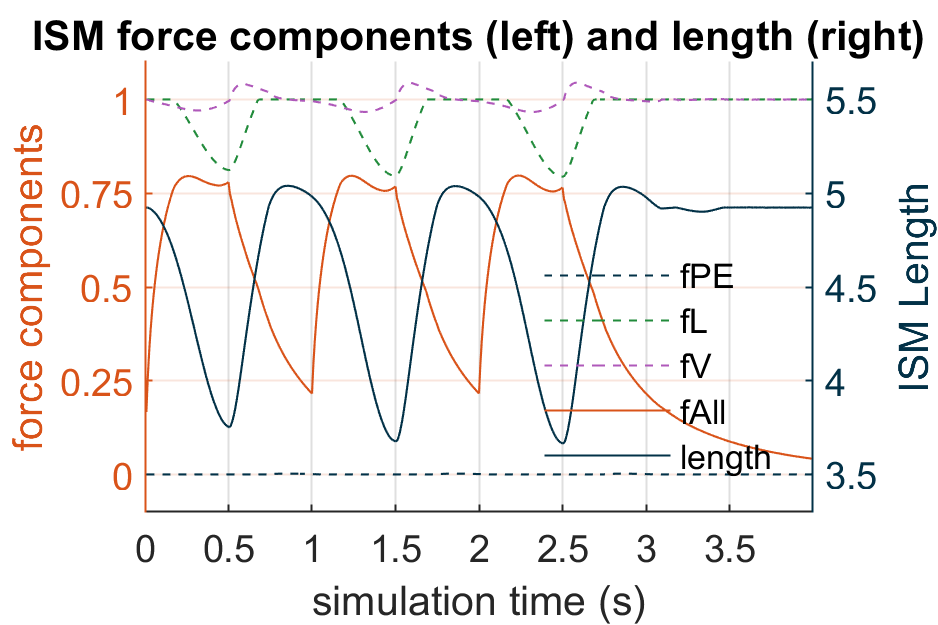 ISM force components (left) and length (right)
force components
1
0.75
0.5
0.25
0
5.5
5
4.5
4
3.5
ISM Length
fPE
fL
fV
fAll
length
0 0.5 1 1.5 2 2.5 3 3.5
simulation time (s)